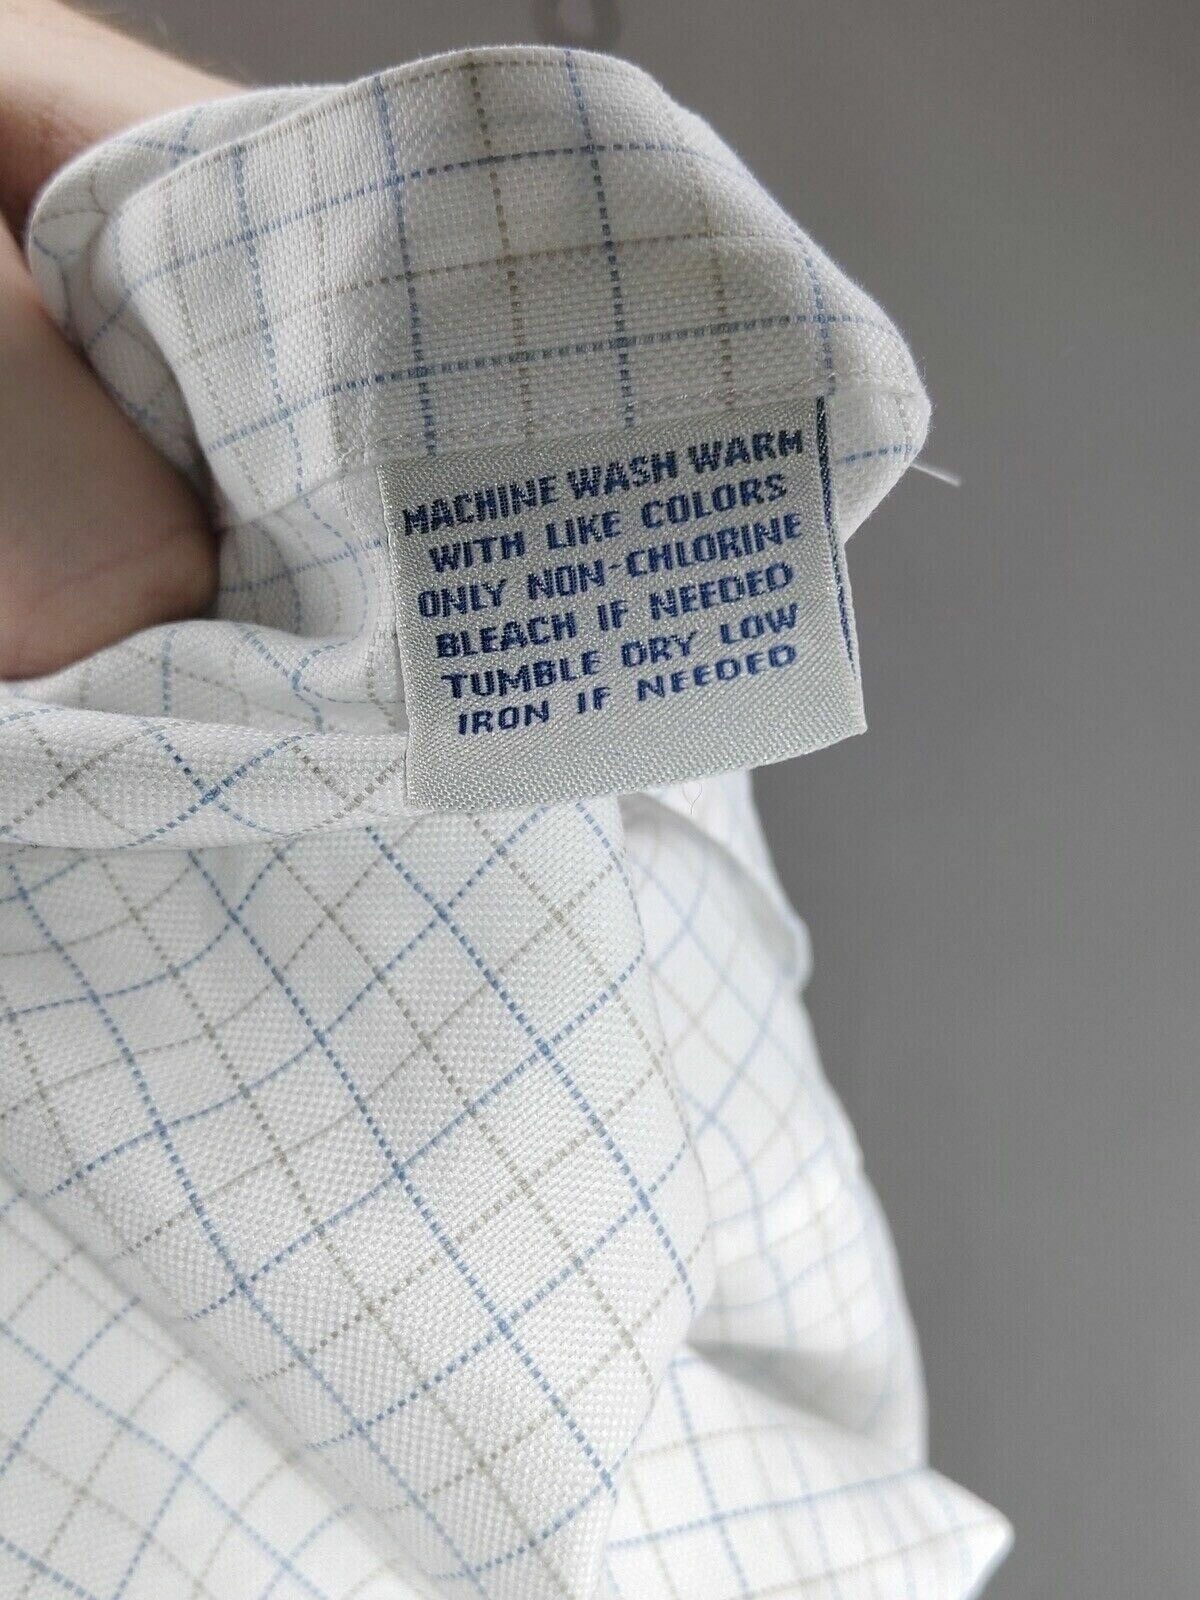 MACHINE WASH WARM
WITH LIKE COLORS
ONLY NON-CHLORINE
BLEACH IF NEEDED
TUMBLE DRY LOW
IRON IF NEEDED